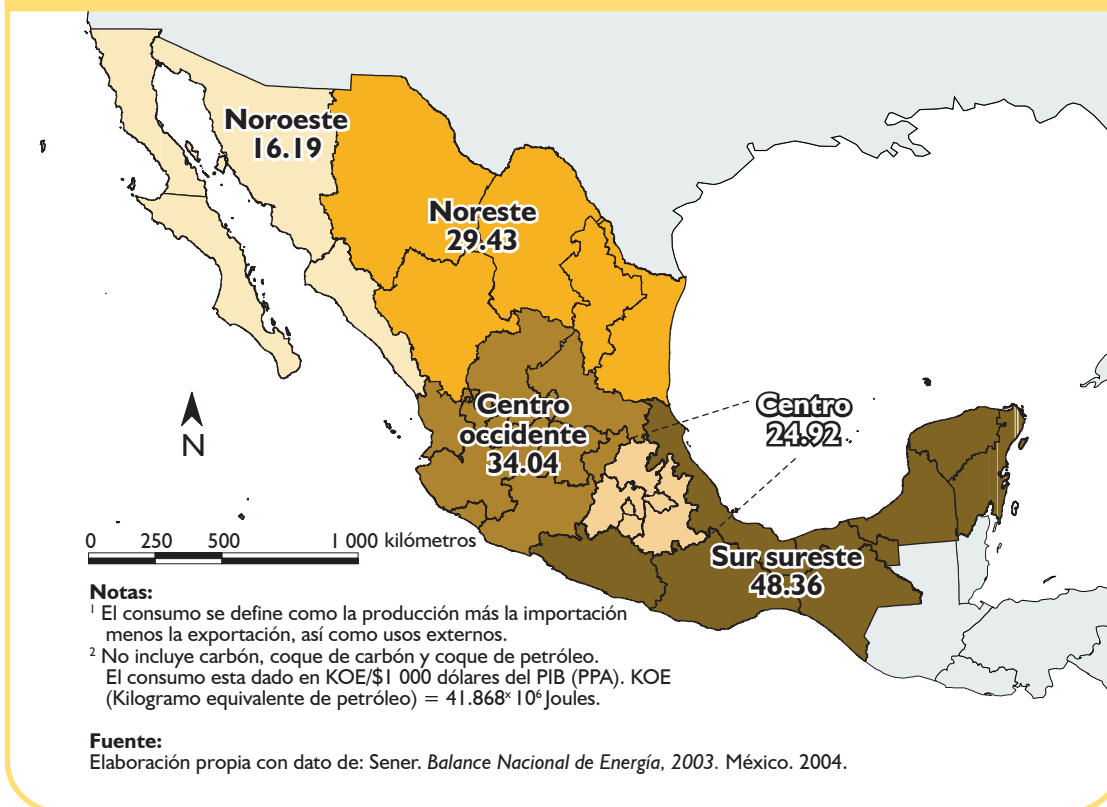 Noroeste
16.19
Noreste
29.43
Centro
occidente
34.04
Centro
24.92
Sur sureste
48.36
N
0 250 500 1 000 kilómetros
Notas:
¹ El consumo se define como la producción más la importación
menos la exportación, así como usos externos.
² No incluye carbón, coque de carbón y coque de petróleo.
El consumo esta dado en KOE/$1 000 dólares del PIB (PPA). KOE
(Kilogramo equivalente de petróleo) = 41.868ˣ 10⁶ Joules.
Fuente:
Elaboración propia con dato de: Sener. Balance Nacional de Energía, 2003. México. 2004.